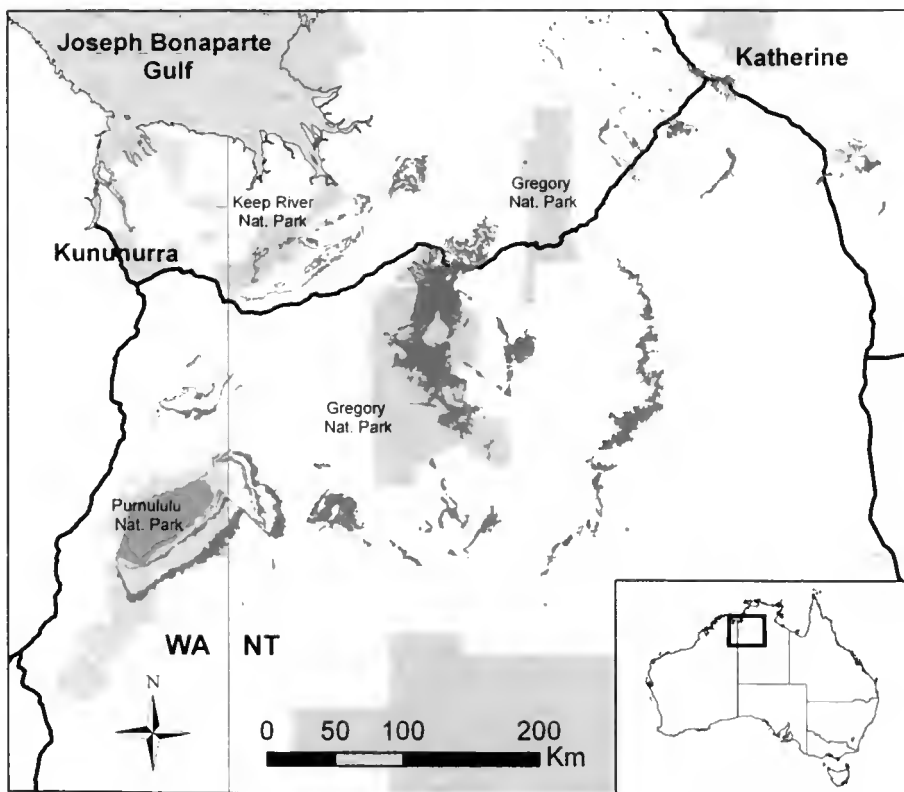 Joseph Bonaparte
Gulf
Katherine
Keep River
Nat. Park
Gregory
Nat. Park
Kununurra
Gregory
Nat. Park
Purnululu
Nat. Park
WA NT
N
0 50 100 200
Km